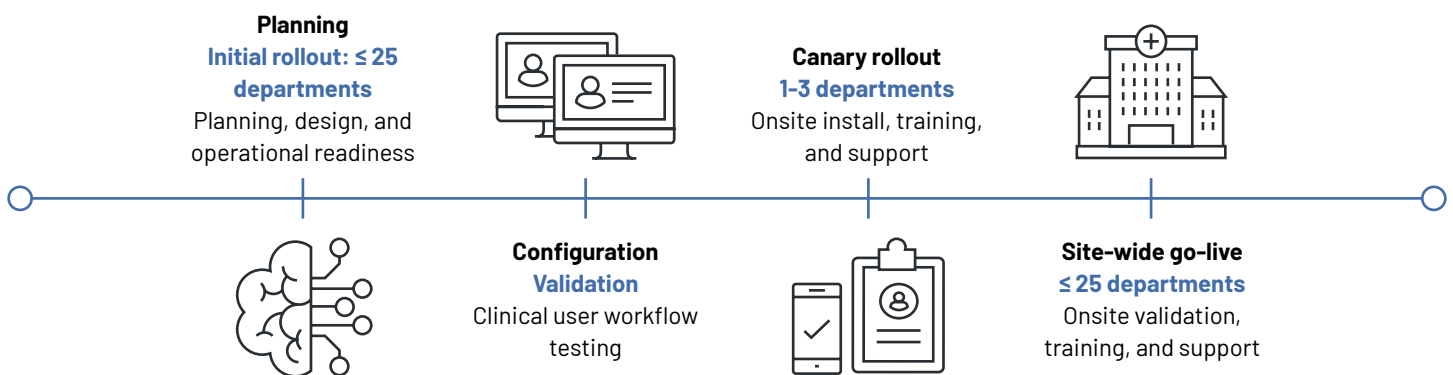 Planning
Initial rollout: ≤ 25
departments
Planning, design, and
operational readiness
Configuration
Validation
Clinical user workflow
testing
Canary rollout
1-3 departments
Onsite install, training,
and support
Site-wide go-live
≤ 25 departments
Onsite validation,
training, and support